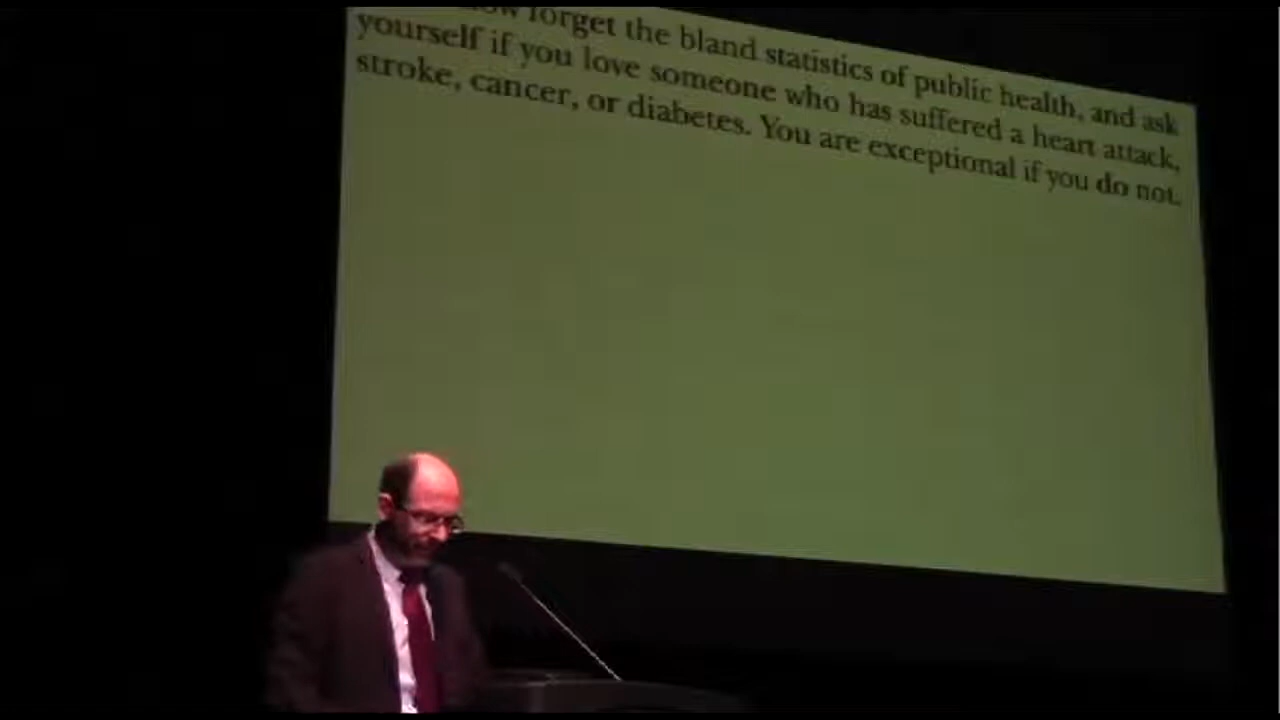 forget the bland statistics of public health, and ask
yourself if you love someone who has suffered a heart attack,
stroke, cancer, or diabetes. You are exceptional if you do not.